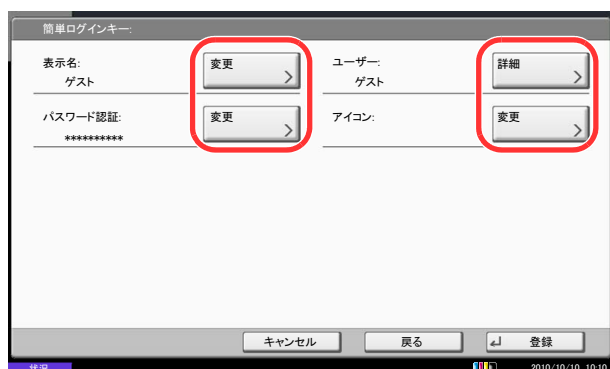 簡単ログインキー:
表示名:
変更
ユーザー:
詳細
ゲスト
ゲスト
パスワード認証:
変更
アイコン:
変更
**********
キャンセル
戻る
登録
状況
2010/10/10 10:10